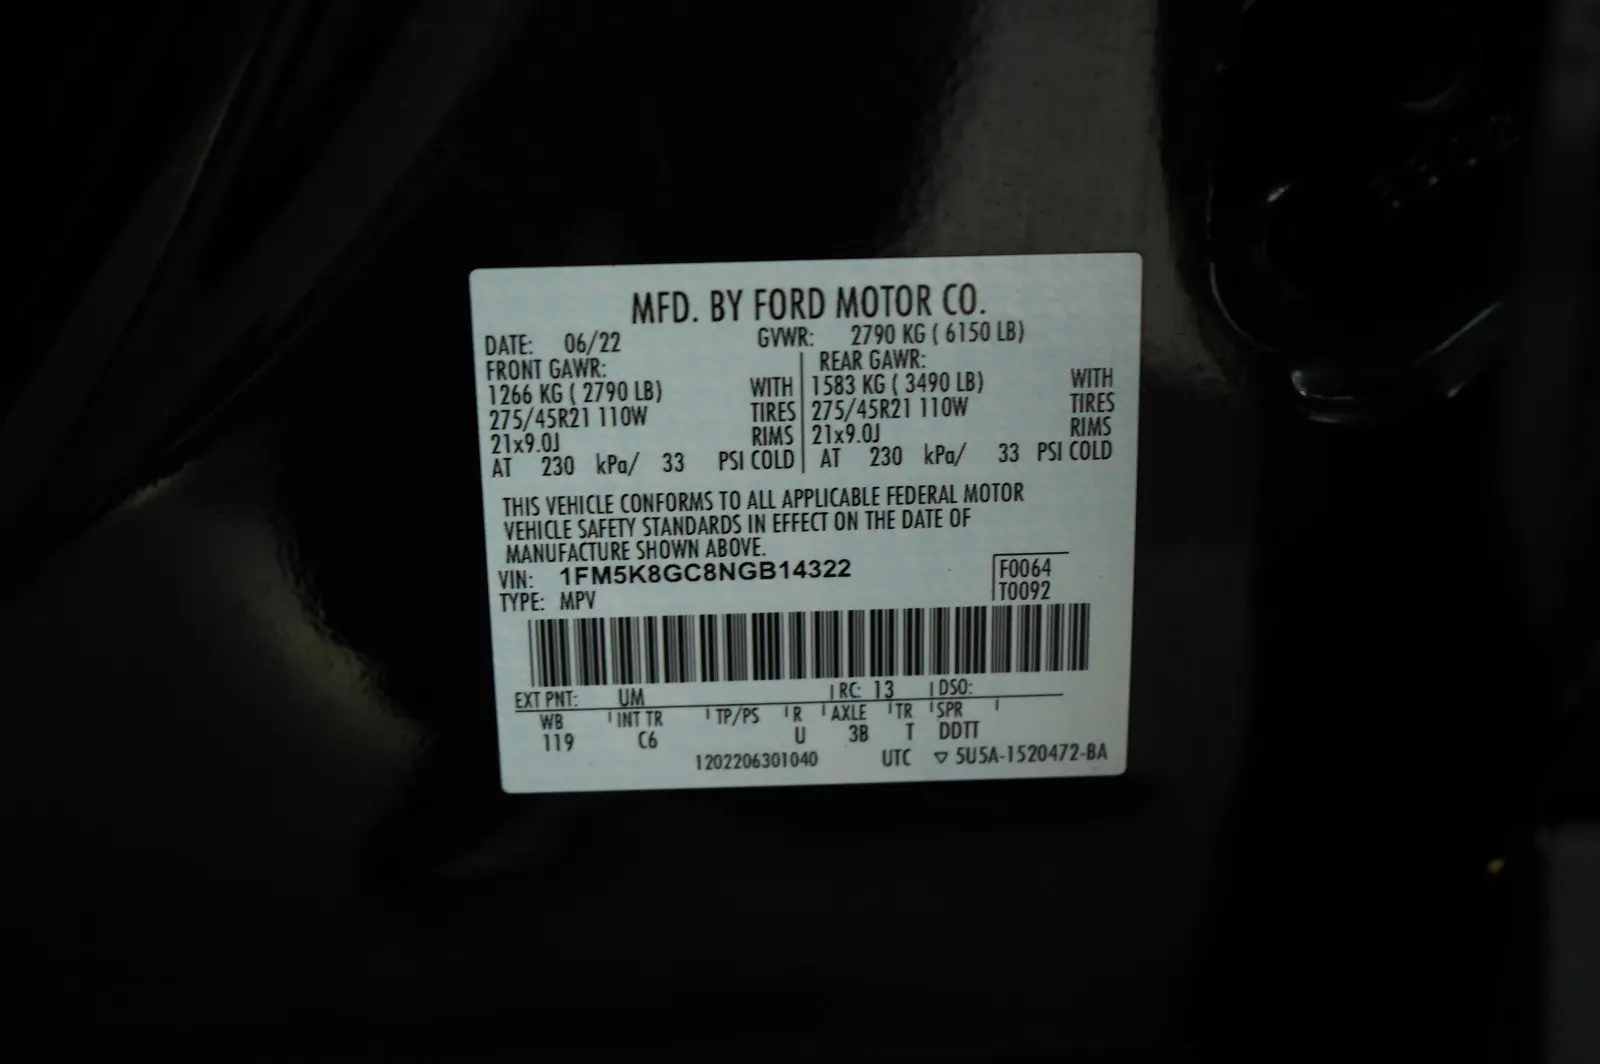 MFD. BY FORD MOTOR CO.
DATE: 06/22 GVWR: 2790 KG ( 6150 LB)
FRONT GAWR: REAR GAWR:
1266 KG ( 2790 LB) WITH 1583 KG ( 3490 LB) WITH
275/45R21 110W TIRES 275/45R21 110W TIRES
21x9.0J RIMS 21x9.0J RIMS
AT 230 kPa/ 33 PSI COLD AT 230 kPa/ 33 PSI COLD
THIS VEHICLE CONFORMS TO ALL APPLICABLE FEDERAL MOTOR
VEHICLE SAFETY STANDARDS IN EFFECT ON THE DATE OF
MANUFACTURE SHOWN ABOVE.
VIN: 1FM5K8GC8NGB14322 F0064
TYPE: MPV T0092
EXT PNT: UM RC: 13 DSO:
WB INT TR TP/PS R AXLE TR SPR
119 C6 U 3B T DDTT
1202206301040 UTC ▽ 5U5A-1520472-BA